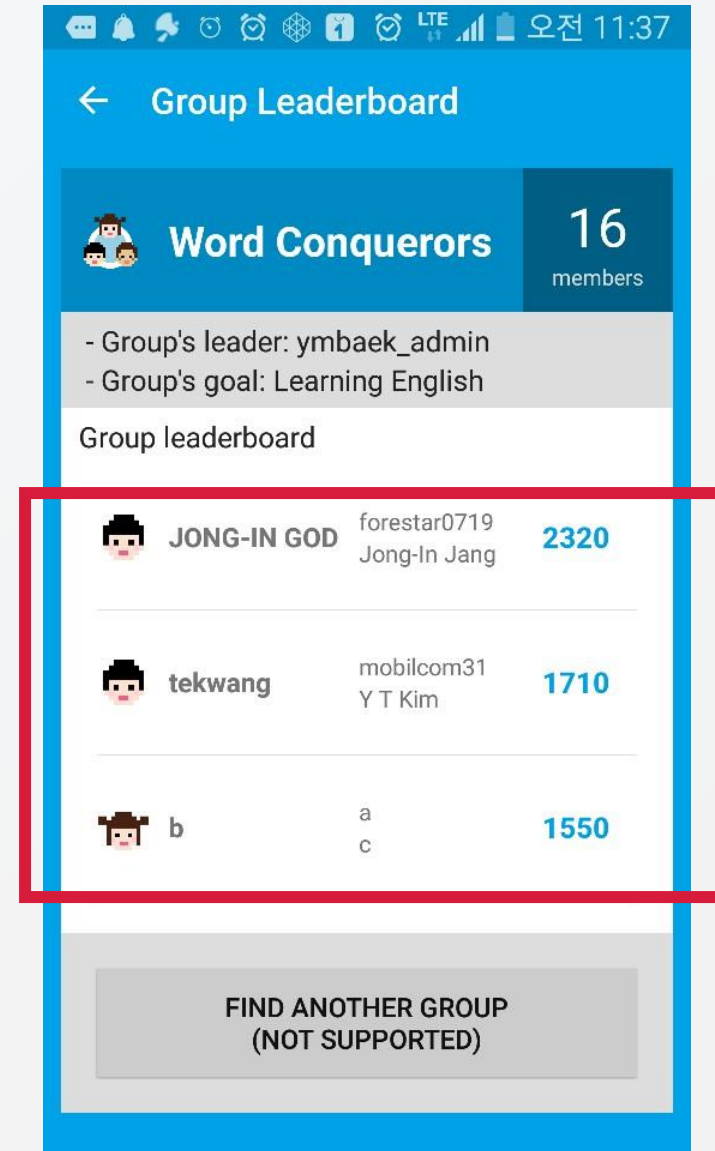 LTE 오전 11:37
Group Leaderboard
Word Conquerors
16
members
- Group's leader: ymbaek_admin
- Group's goal: Learning English
Group leaderboard
JONG-IN GOD
forestar0719
Jong-In Jang
2320
tekwang
mobilcom31
Y T Kim
1710
b
a
c
1550
FIND ANOTHER GROUP
(NOT SUPPORTED)